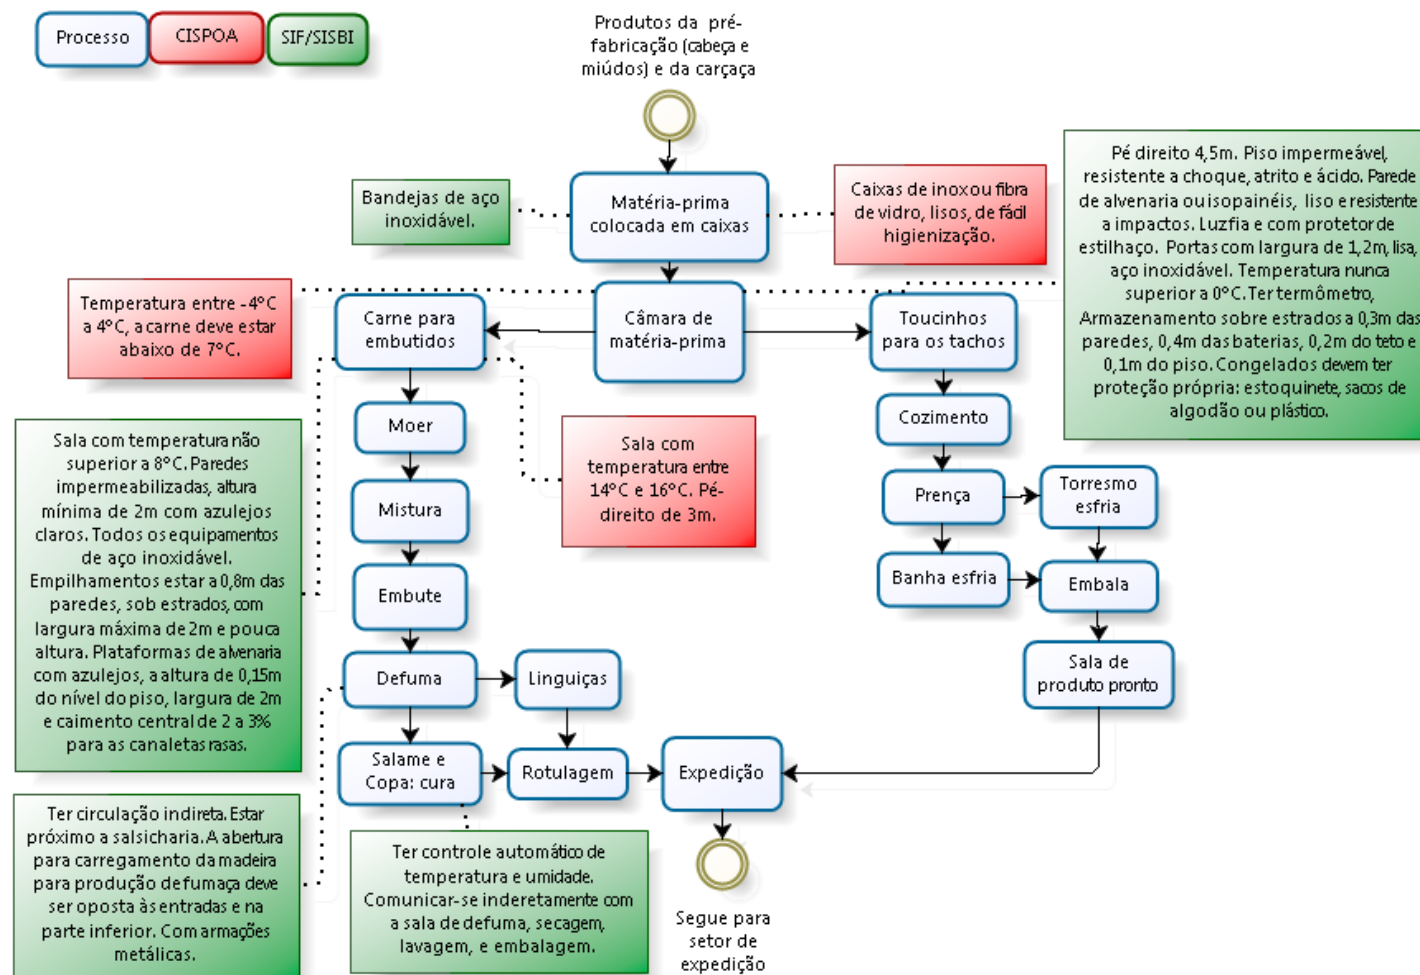 Processo
CISPOA
SIF/SISBI
Produtos da pré-
fabricação (cabeça e
miúdos) e da carcaça
Bandejas de aço
inoxidável.
Matéria-prima
colocada em caixas
Caixas de inox ou fibra
de vidro, lisos, de fácil
higienização.
Pé direito 4,5m. Piso impermeável,
resistente a choque, atrito e ácido. Parede
de alvenaria ou isopainéis, liso e resistente
a impactos. Luz fia e com protetor de
estilhaço. Portas com largura de 1,2m, lisa,
aço inoxidável. Temperatura nunca
superior a 0°C. Ter termômetro,
Armazenamento sobre estrados a 0,3m das
paredes, 0,4m das baterias, 0,2m do teto e
0,1m do piso. Congelados devem ter
proteção própria: estoquinete, sacos de
algodão ou plástico.
Temperatura entre -4°C
a 4°C, a carne deve estar
abaixo de 7°C.
Carne para
embutidos
Câmara de
matéria-prima
Toucinhos
para os tachos
Moer
Cozimento
Sala com temperatura não
superior a 8°C. Paredes
impermeabilizadas, altura
mínima de 2m com azulejos
claros. Todos os equipamentos
de aço inoxidável.
Empilhamentos estar a 0,8m das
paredes, sob estrados, com
largura máxima de 2m e pouca
altura. Plataformas de alvenaria
com azulejos, a altura de 0,15m
do nível do piso, largura de 2m
e caimento central de 2 a 3%
para as canaletas rasas.
Sala com
temperatura entre
14°C e 16°C. Pé-
direito de 3m.
Mistura
Prença
Torresmo
esfria
Embute
Banha esfria
Embala
Defuma
Linguiças
Sala de
produto pronto
Salame e
Copa: cura
Rotulagem
Expedição
Ter circulação indireta. Estar
próximo a salsicharia. A abertura
para carregamento da madeira
para produção de fumaça deve
ser oposta às entradas e na
parte inferior. Com armações
metálicas.
Ter controle automático de
temperatura e umidade.
Comunicar-se inderetamente com
a sala de defuma, secagem,
lavagem, e embalagem.
Segue para
setor de
expedição